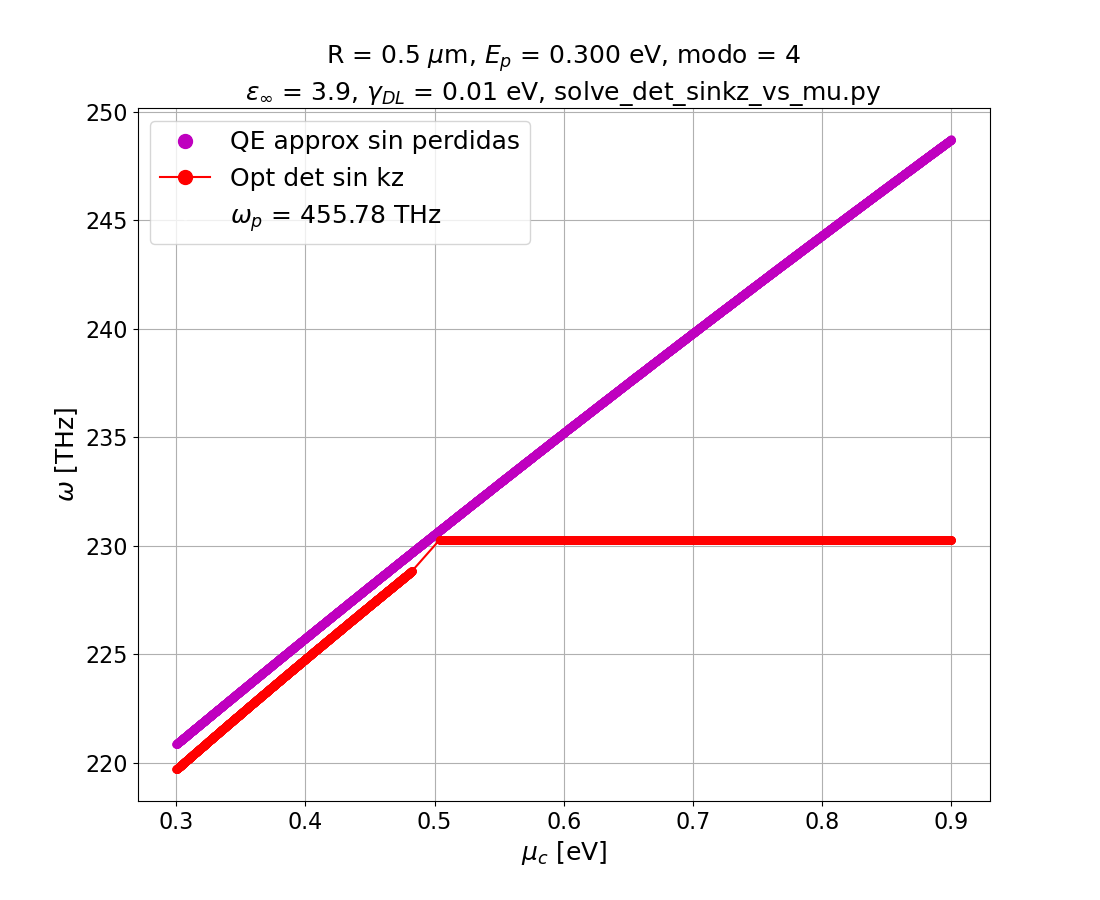 R = 0.5 μm, E_p = 0.300 eV, modo = 4
ε_∞ = 3.9, γ_DL = 0.01 eV, solve_det_sinkz_vs_mu.py
250
245
240
235
230
225
220
ω [THz]
QE approx sin perdidas
Opt det sin kz
ω_p = 455.78 THz
0.3 0.4 0.5 0.6 0.7 0.8 0.9
μ_c [eV]